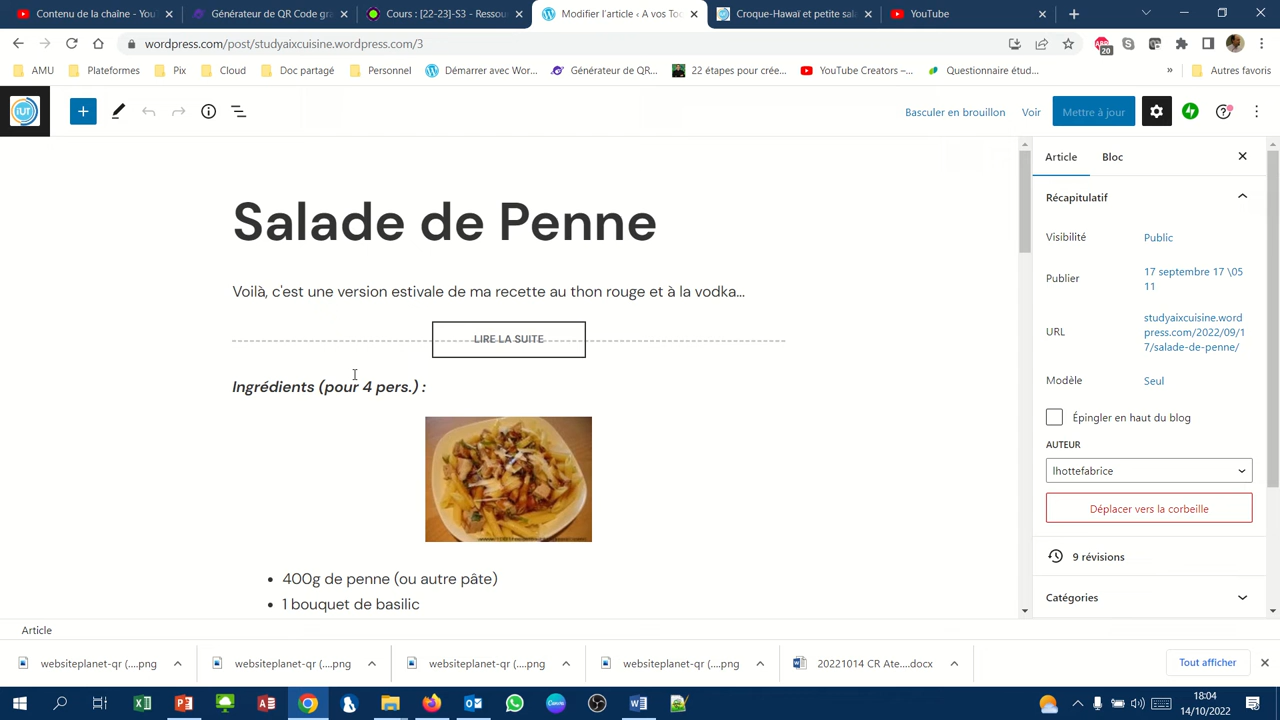 Contenu de la chaîne - You
Générateur de QR Code gra
Cours : [22-23]-S3 - Ressour
Modifier l'article ‹ A vos Toc
Croque-Hawaï et petite sala
YouTube
wordpress.com/post/studyaixcuisine.wordpress.com/3
20
AMU
Plateformes
Pix
Cloud
Doc partagé
Personnel
Démarrer avec Wor...
Générateur de QR...
22 étapes pour crée...
YouTube Creators –...
Questionnaire étud...
»
Autres favoris
iUT
Basculer en brouillon
Voir
Mettre à jour
Article
Bloc
Salade de Penne
Voilà, c'est une version estivale de ma recette au thon rouge et à la vodka...
LIRE LA SUITE
Ingrédients (pour 4 pers.) :
400g de penne (ou autre pâte)
1 bouquet de basilic
Récapitulatif
Visibilité
Public
Publier
17 septembre 17 \05
11
URL
studyaixcuisine.word
press.com/2022/09/1
7/salade-de-penne/
Modèle
Seul
Épingler en haut du blog
AUTEUR
lhottefabrice
Déplacer vers la corbeille
9 révisions
Catégories
Article
websiteplanet-qr (....png
websiteplanet-qr (....png
websiteplanet-qr (....png
websiteplanet-qr (....png
20221014 CR Ate....docx
Tout afficher
18:04
14/10/2022